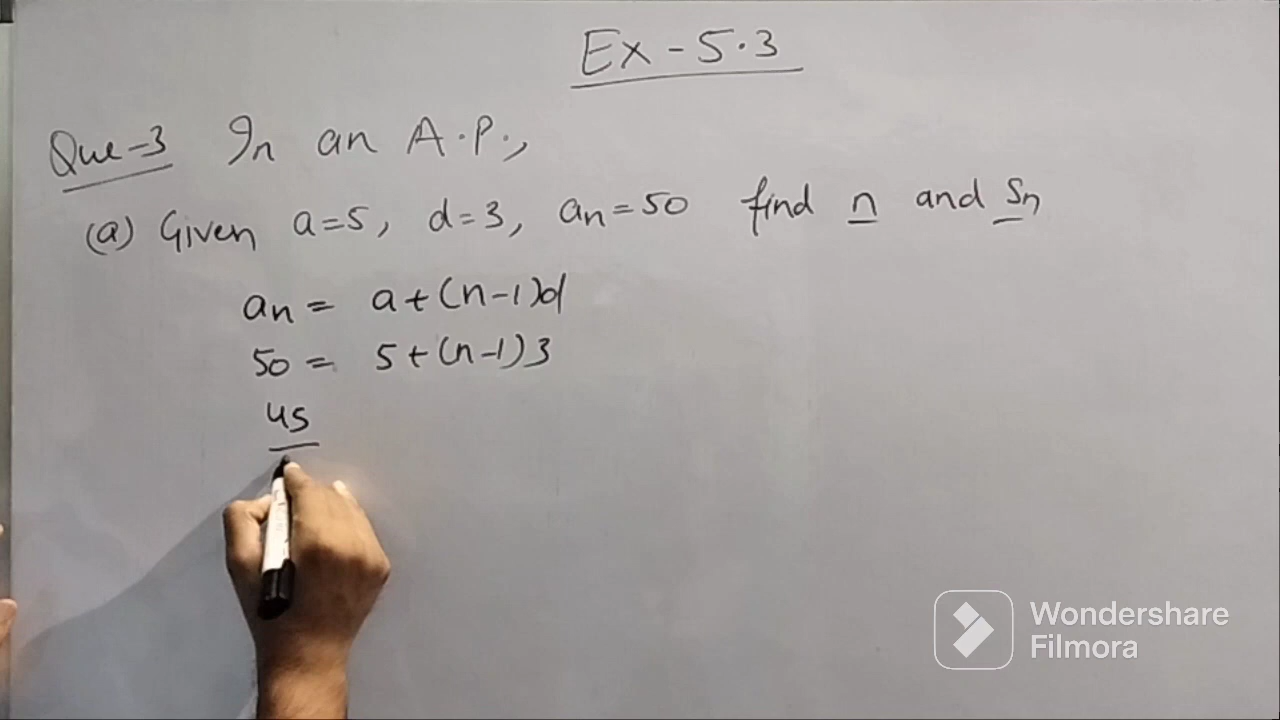 Ex - 5.3
Que-3 In an A.P.,
(a) Given a=5, d=3, an=50 find n and Sn
an = a+(n-1)d
50 = 5+(n-1)3
45
Wondershare
Filmora